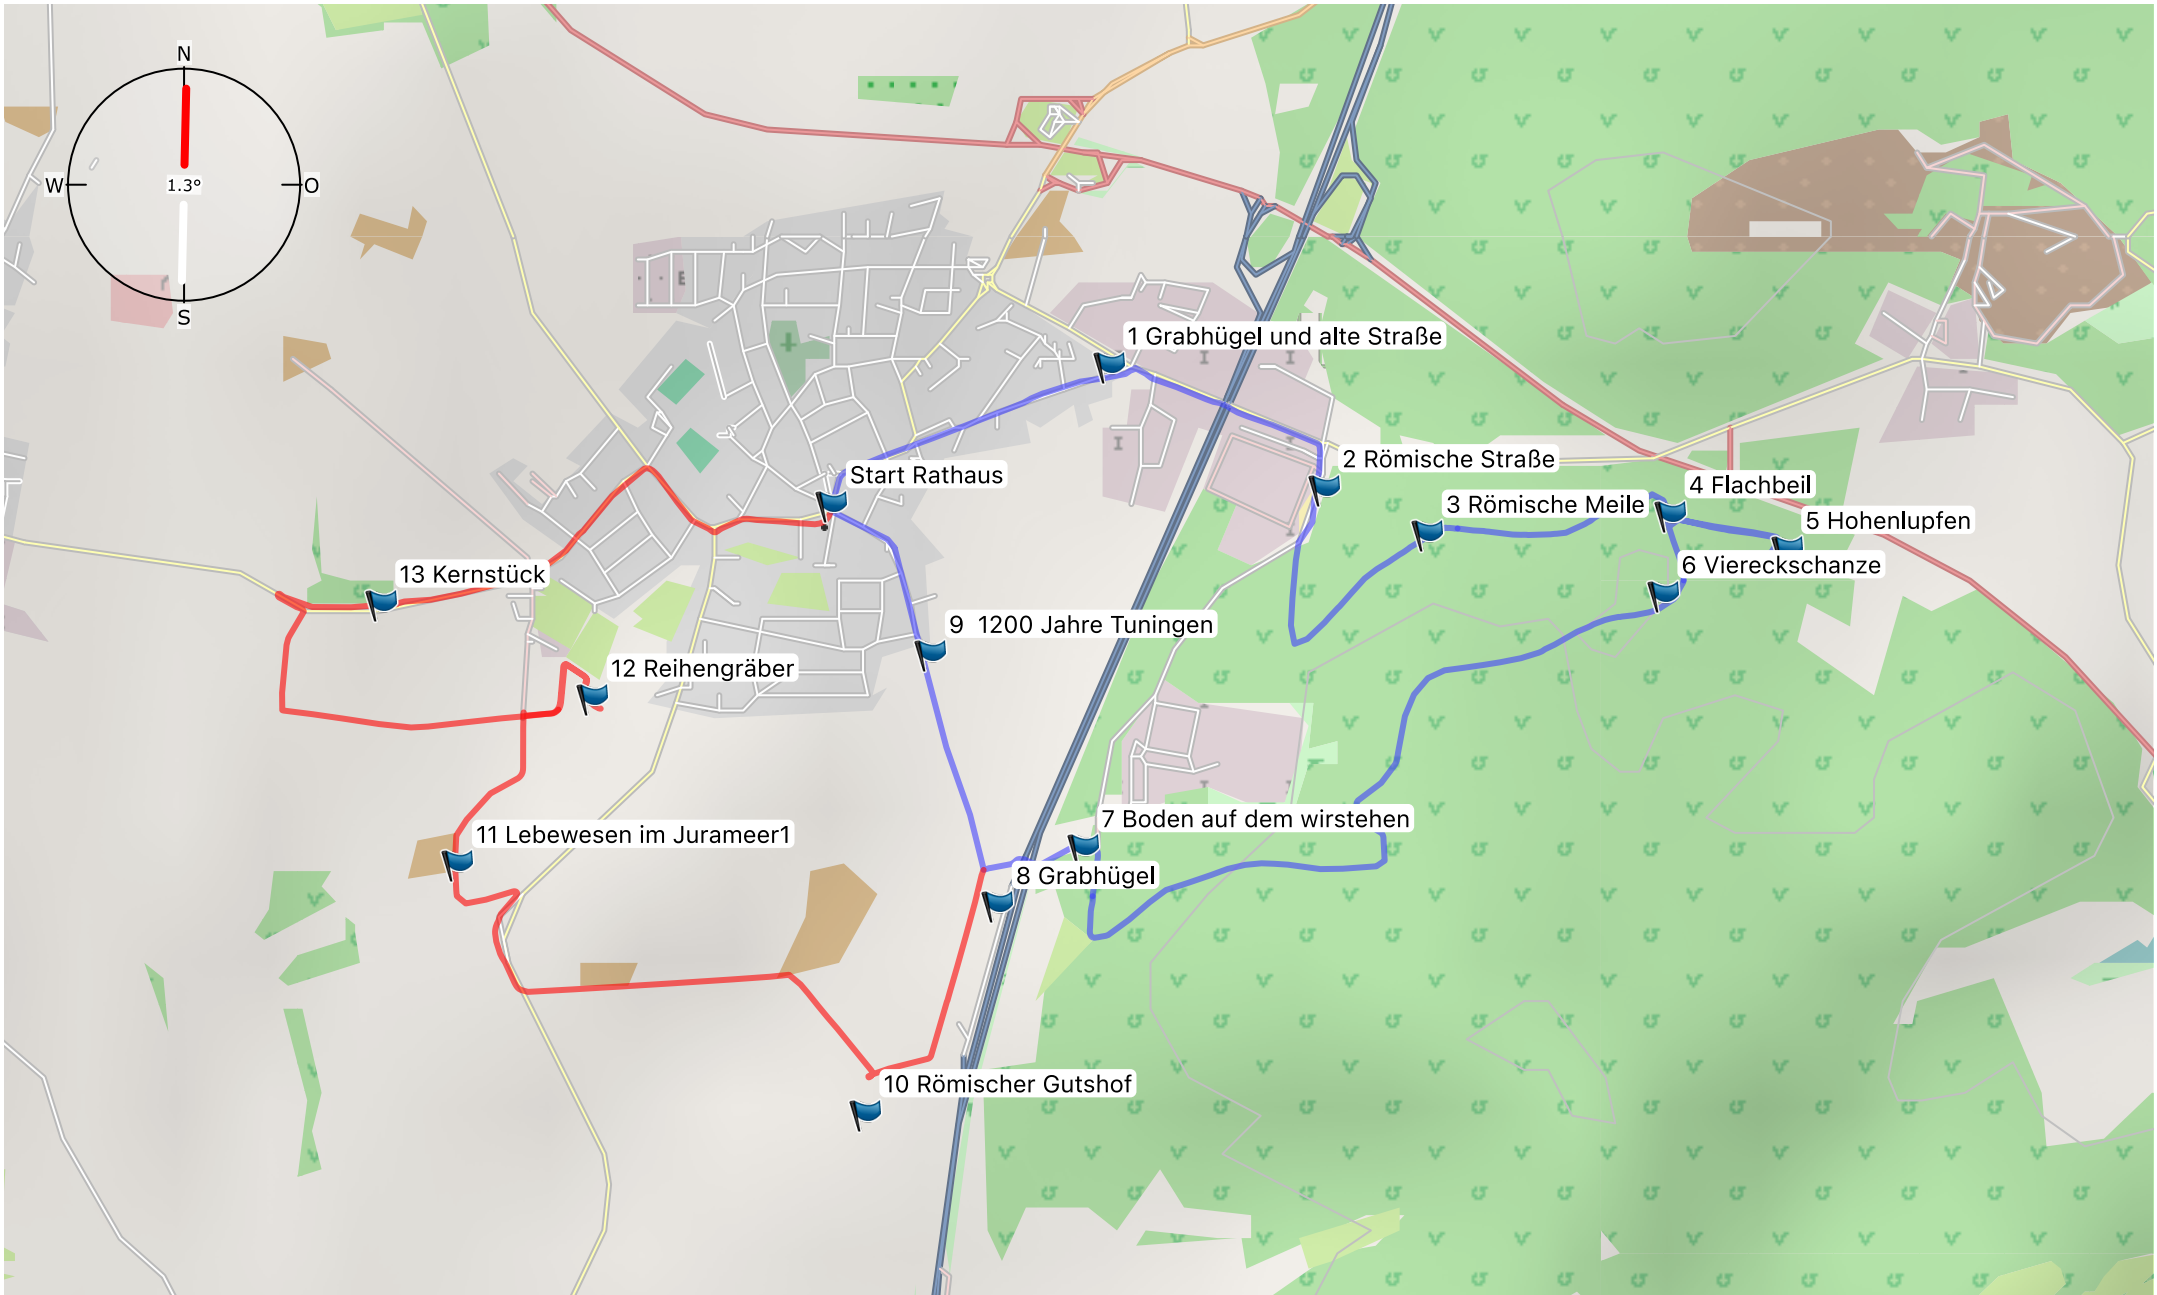 N
W
1.3°
O
S
1 Grabhügel und alte Straße
2 Römische Straße
Start Rathaus
4 Flachbeil
3 Römische Meile
5 Hohenlupfen
6 Viereckschanze
13 Kernstück
9  1200 Jahre Tuningen
12 Reihengräber
7 Boden auf dem wirstehen
11 Lebewesen im Jurameer1
8 Grabhügel
10 Römischer Gutshof